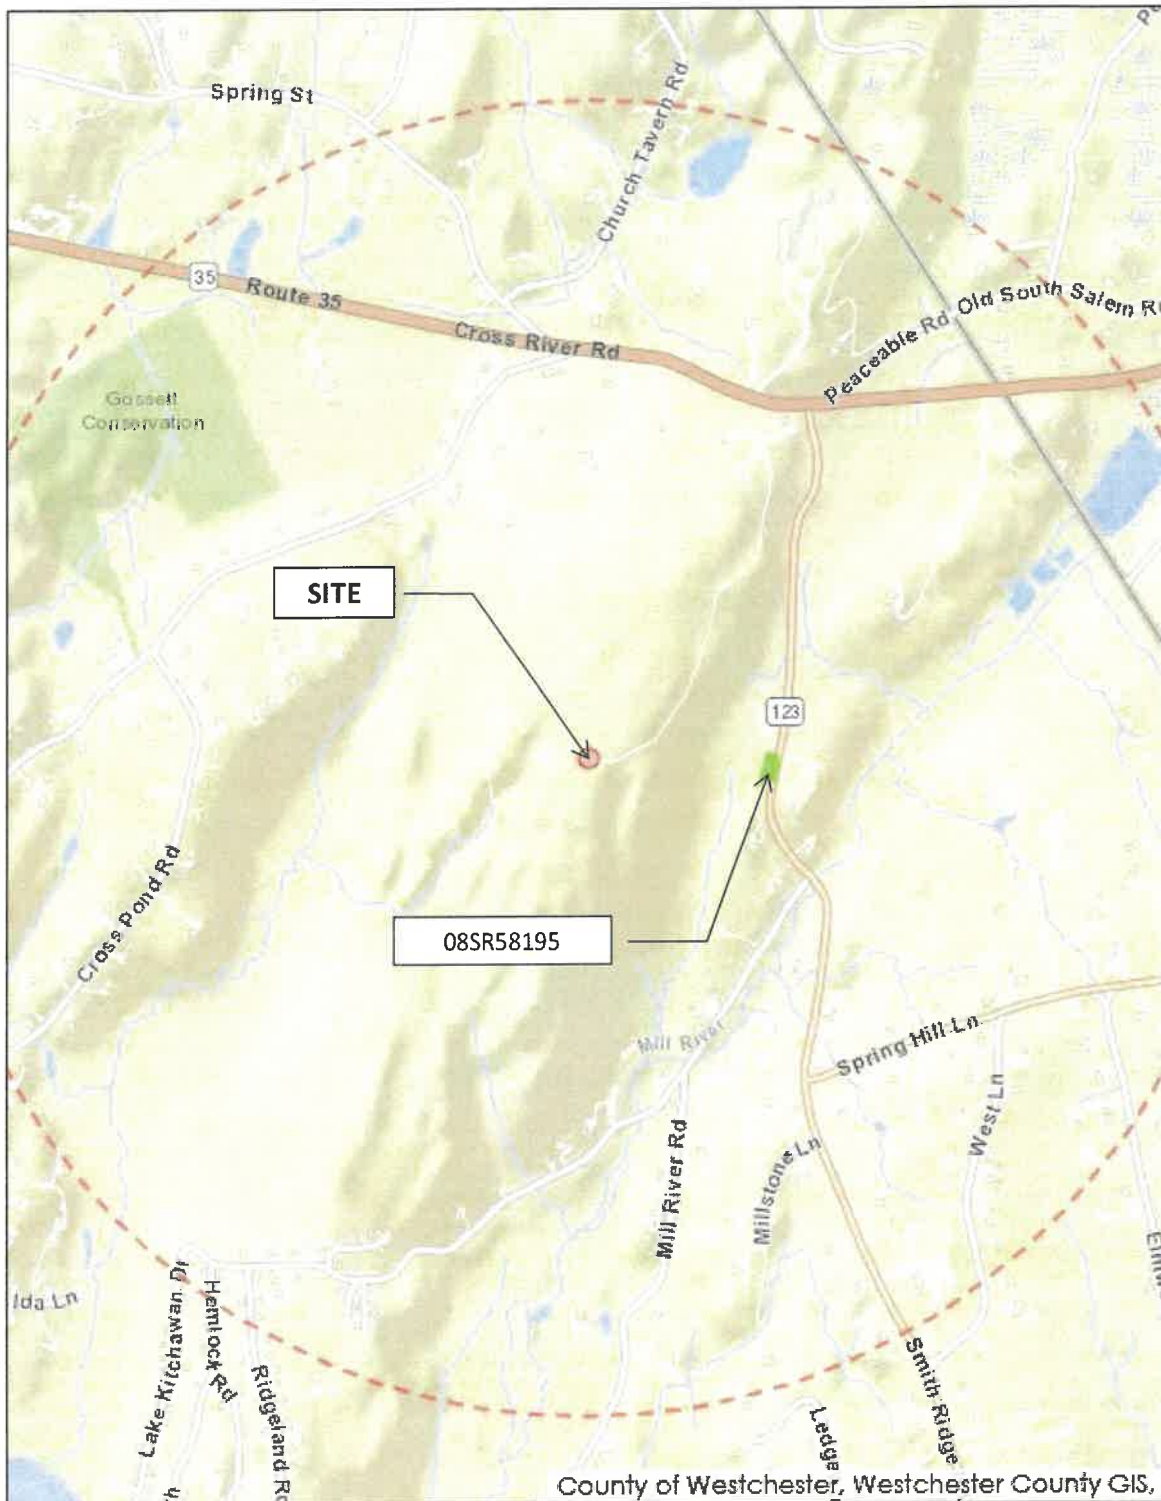 Spring St
Church Tavern Rd
35
Route 35
Cross River Rd
Peaceable Rd
Old South Salem
Gossett
Conservation
SITE
123
08SR58195
Cross Pond Rd
Mill River
Spring Hill Ln
West Ln
Mill River Rd
Millstone Ln
Ida Ln
Lake Kitchawan Dr
Hemlock Rd
Ridgeland
Smith Ridge
County of Westchester, Westchester County GIS,